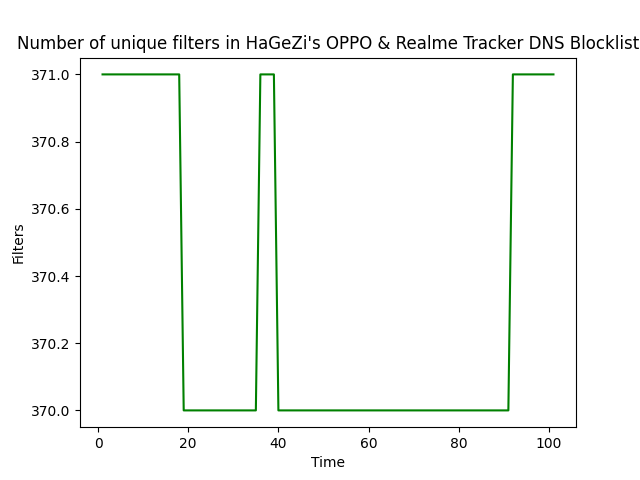 Number of unique filters in HaGeZi's OPPO & Realme Tracker DNS Blocklist
371.0
370.8
370.6
370.4
370.2
370.0
Filters
0 20 40 60 80 100
Time